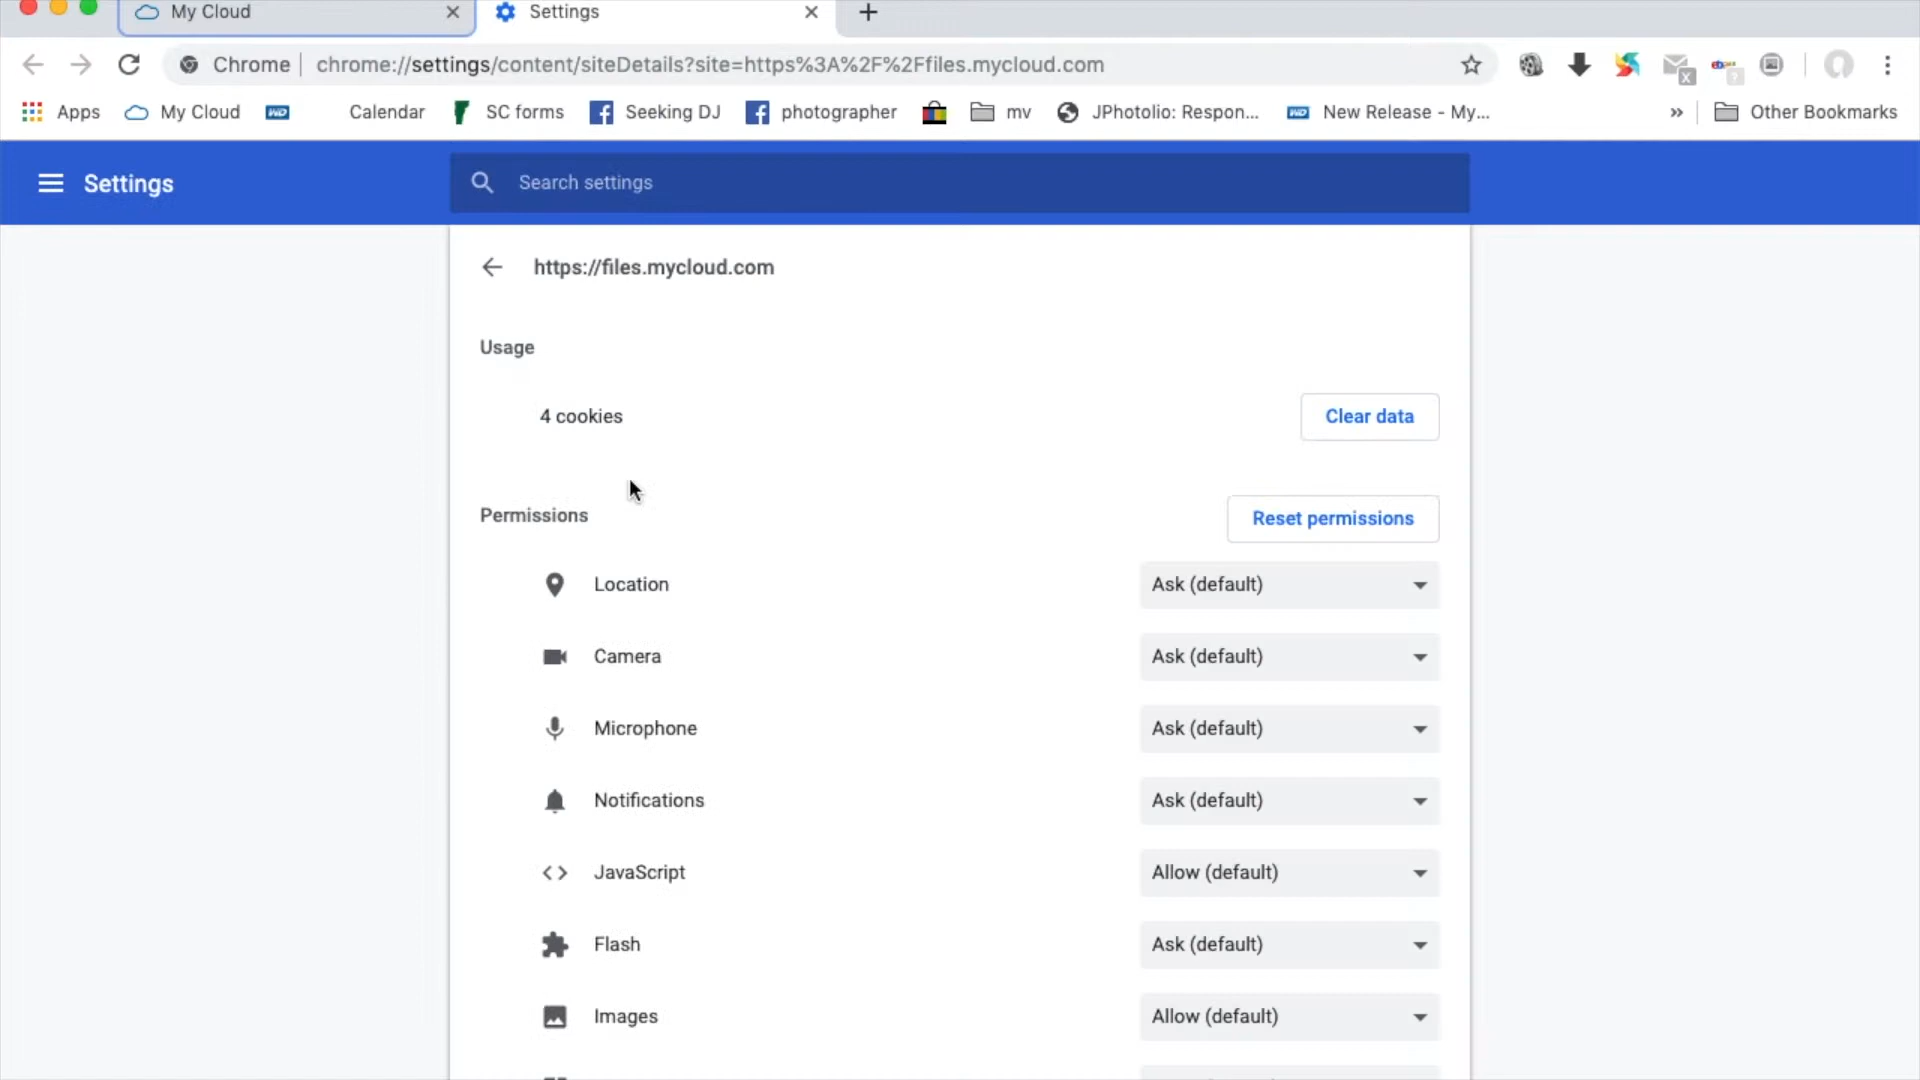 My Cloud
Settings
Chrome | chrome://settings/content/siteDetails?site=https%3A%2F%2Ffiles.mycloud.com
Apps My Cloud WD Calendar SC forms Seeking DJ photographer mv JPhotolio: Respon... WD New Release - My... » Other Bookmarks
Settings
Search settings
https://files.mycloud.com
Usage
4 cookies
Clear data
Permissions
Reset permissions
Location Ask (default)
Camera Ask (default)
Microphone Ask (default)
Notifications Ask (default)
JavaScript Allow (default)
Flash Ask (default)
Images Allow (default)